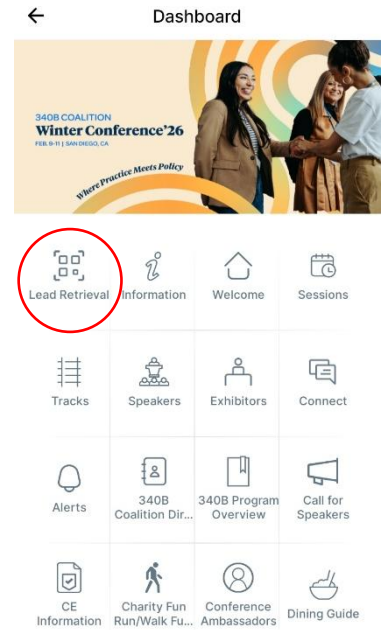 Dashboard
340B COALITION
Winter Conference'26
FEB. 9-11 | SAN DIEGO, CA
Where Practice Meets Policy
Lead Retrieval
Information
Welcome
Sessions
Tracks
Speakers
Exhibitors
Connect
Alerts
340B
Coalition Dir...
340B Program
Overview
Call for
Speakers
CE
Information
Charity Fun
Run/Walk Fu...
Conference
Ambassadors
Dining Guide